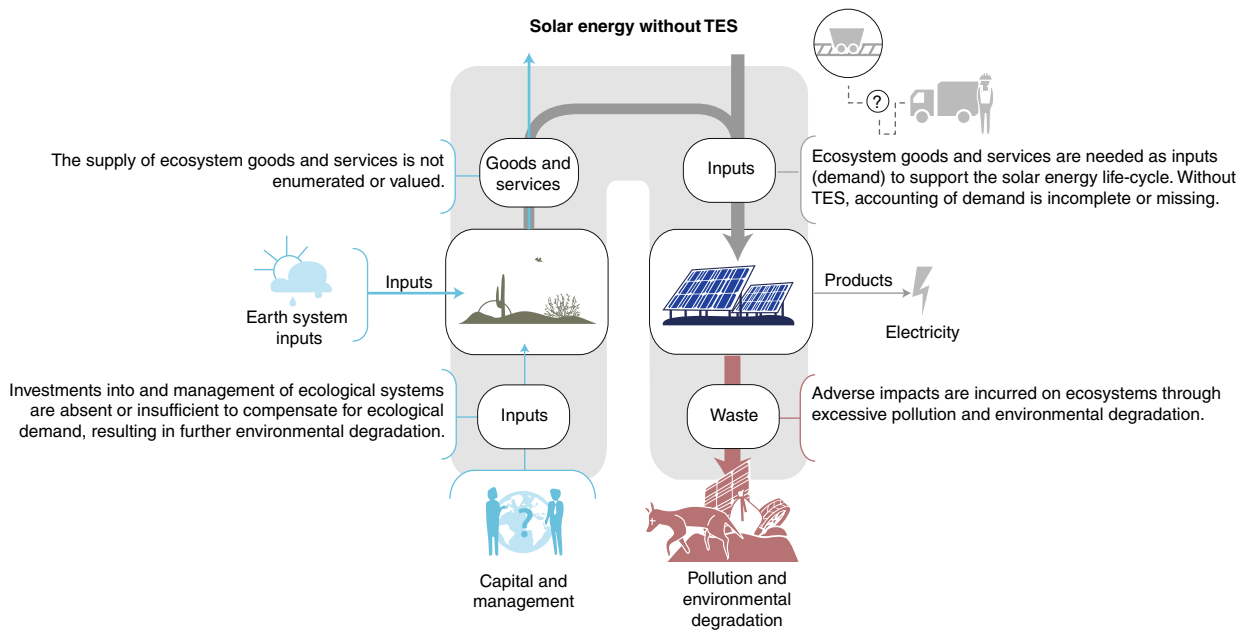 Solar energy without TES
?
The supply of ecosystem goods and services is not
enumerated or valued.
Goods and
services
Inputs
Ecosystem goods and services are needed as inputs
(demand) to support the solar energy life-cycle. Without
TES, accounting of demand is incomplete or missing.
Earth system
inputs
Inputs
Products
Electricity
Investments into and management of ecological systems
are absent or insufficient to compensate for ecological
demand, resulting in further environmental degradation.
Inputs
Waste
Adverse impacts are incurred on ecosystems through
excessive pollution and environmental degradation.
?
Capital and
management
Pollution and
environmental
degradation